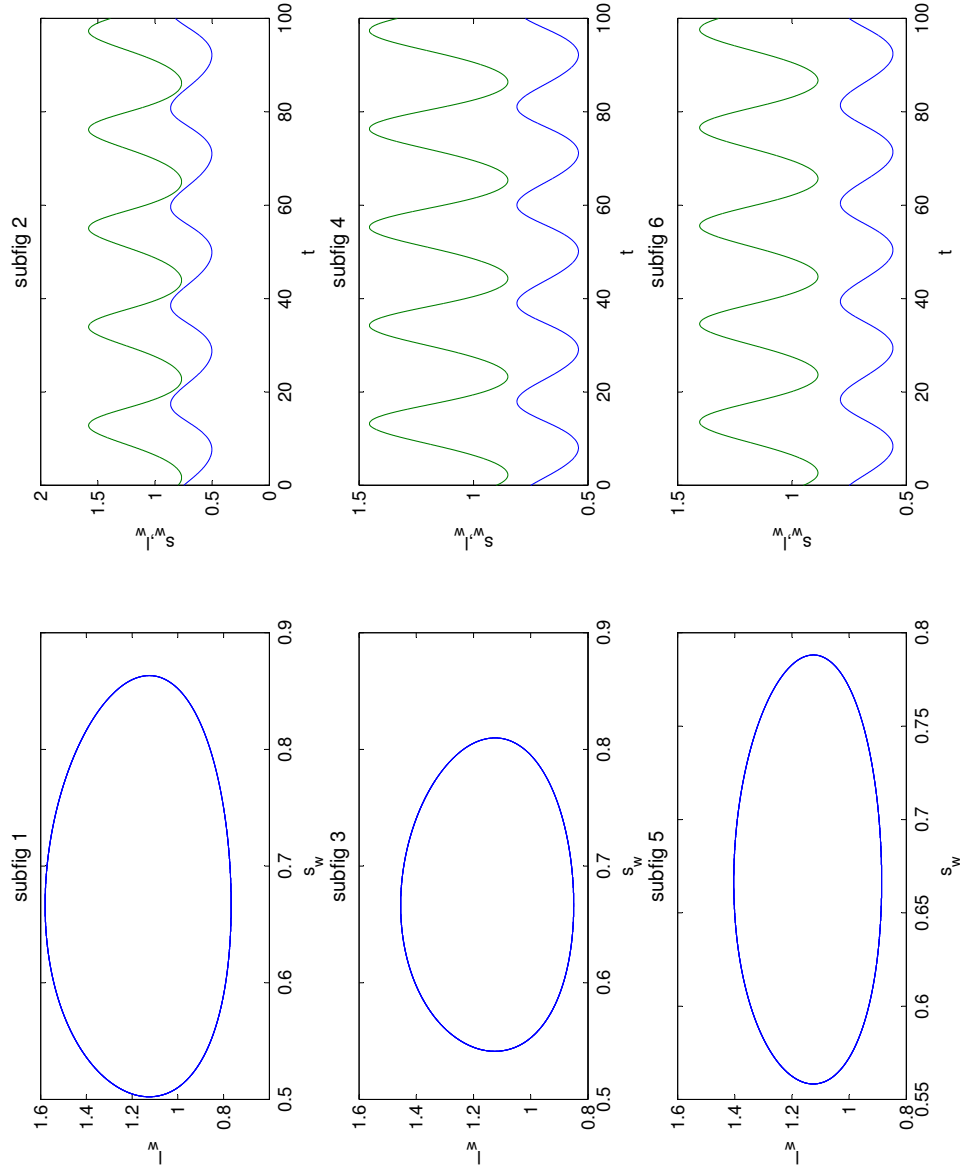 subfig 1
1.6
1.4
1.2
1
0.8
l_w
0.5 0.6 0.7 0.8 0.9
s_w
subfig 2
2
1.5
1
0.5
0
s_w, l_w
0 20 40 60 80 100
t
subfig 3
1.6
1.4
1.2
1
0.8
l_w
0.5 0.6 0.7 0.8 0.9
s_w
subfig 4
1.5
1
0.5
s_w, l_w
0 20 40 60 80 100
t
subfig 5
1.6
1.4
1.2
1
0.8
l_w
0.55 0.6 0.65 0.7 0.75 0.8
s_w
subfig 6
1.5
1
0.5
s_w, l_w
0 20 40 60 80 100
t